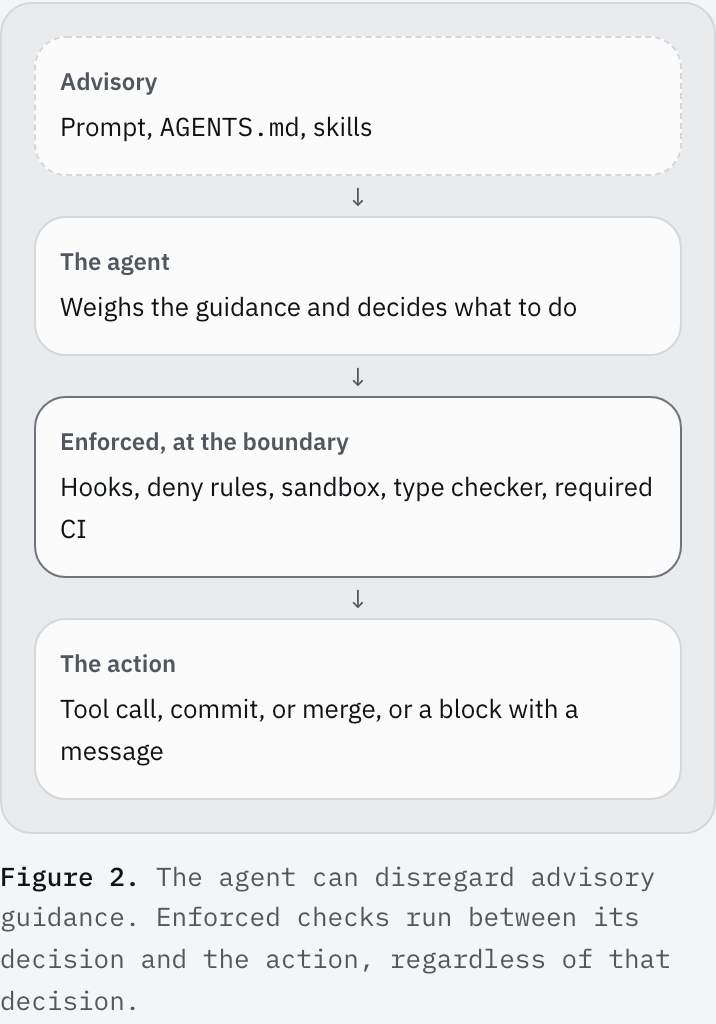 Advisory
Prompt, AGENTS.md, skills
↓
The agent
Weighs the guidance and decides what to do
↓
Enforced, at the boundary
Hooks, deny rules, sandbox, type checker, required
CI
↓
The action
Tool call, commit, or merge, or a block with a
message
Figure 2. The agent can disregard advisory
guidance. Enforced checks run between its
decision and the action, regardless of that
decision.